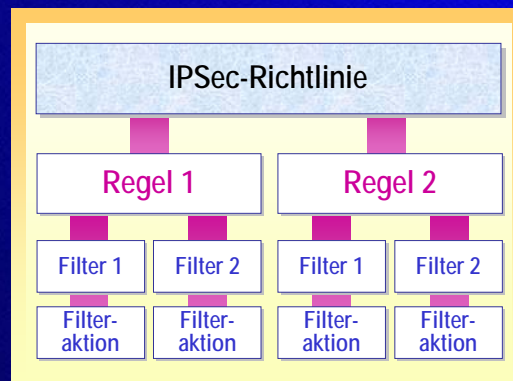 IPSec-Richtlinie
Regel 1
Regel 2
Filter 1
Filter 2
Filter 1
Filter 2
Filter-
aktion
Filter-
aktion
Filter-
aktion
Filter-
aktion